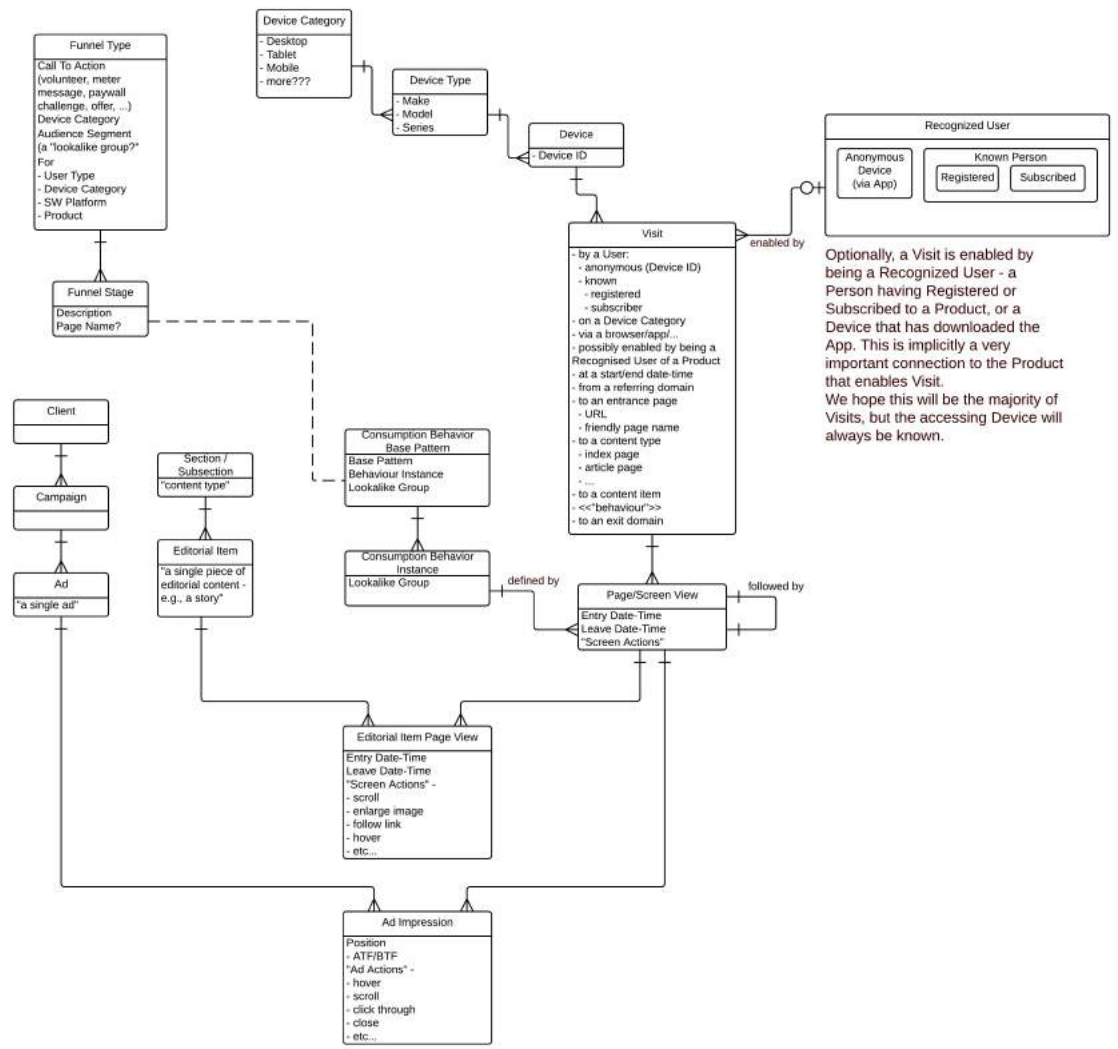 Funnel Type
Call To Action
(volunteer, meter
message, paywall
challenge, offer, ...)
Device Category
Audience Segment
(a "lookalike group?"
For
- User Type
- Device Category
- SW Platform
- Product
Device Category
- Desktop
- Tablet
- Mobile
- more???
Device Type
- Make
- Model
- Series
Device
- Device ID
Recognized User
Anonymous
Device
(via App)
Known Person
Registered
Subscribed
enabled by
Optionally, a Visit is enabled by
being a Recognized User - a
Person having Registered or
Subscribed to a Product, or a
Device that has downloaded the
App. This is implicitly a very
important connection to the Product
that enables Visit.
We hope this will be the majority of
Visits, but the accessing Device will
always be known.
Visit
- by a User:
- anonymous (Device ID)
- known
- registered
- subscriber
- on a Device Category
- via a browser/app/...
- possibly enabled by being a
Recognised User of a Product
- at a start/end date-time
- from a referring domain
- to an entrance page
- URL
- friendly page name
- to a content type
- index page
- article page
- ...
- to a content item
- <<"behaviour">>
- to an exit domain
Funnel Stage
Description
Page Name?
Client
Campaign
Ad
"a single ad"
Section /
Subsection
"content type"
Editorial Item
"a single piece of
editorial content -
e.g., a story"
Consumption Behavior
Base Pattern
Base Pattern
Behaviour Instance
Lookalike Group
Consumption Behavior
Instance
Lookalike Group
defined by
Page/Screen View
Entry Date-Time
Leave Date-Time
"Screen Actions"
followed by
Editorial Item Page View
Entry Date-Time
Leave Date-Time
"Screen Actions" -
- scroll
- enlarge image
- follow link
- hover
- etc...
Ad Impression
Position
- ATF/BTF
"Ad Actions" -
- hover
- scroll
- click through
- close
- etc...